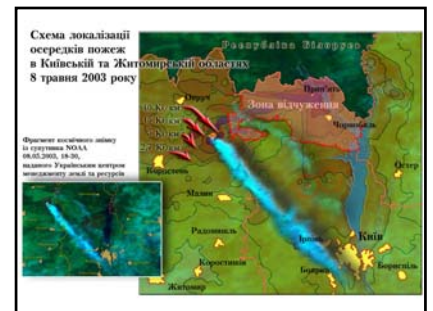 Схема локалізації
осередків пожеж
в Київській та Житомирській областях
8 травня 2003 року
Республіка Білорусь
Овруч
Прип'ять
Зона відчуження
Чорнобиль
Фрагмент космічного знімку
із супутника NOAA
08.05.2003, 18-30,
наданого Українським центром
менеджменту землі та ресурсів
Коростень
Остер
Малин
Радомишль
Ірпінь
Київ
Коростишів
Боярка
Бориспіль
Житомир